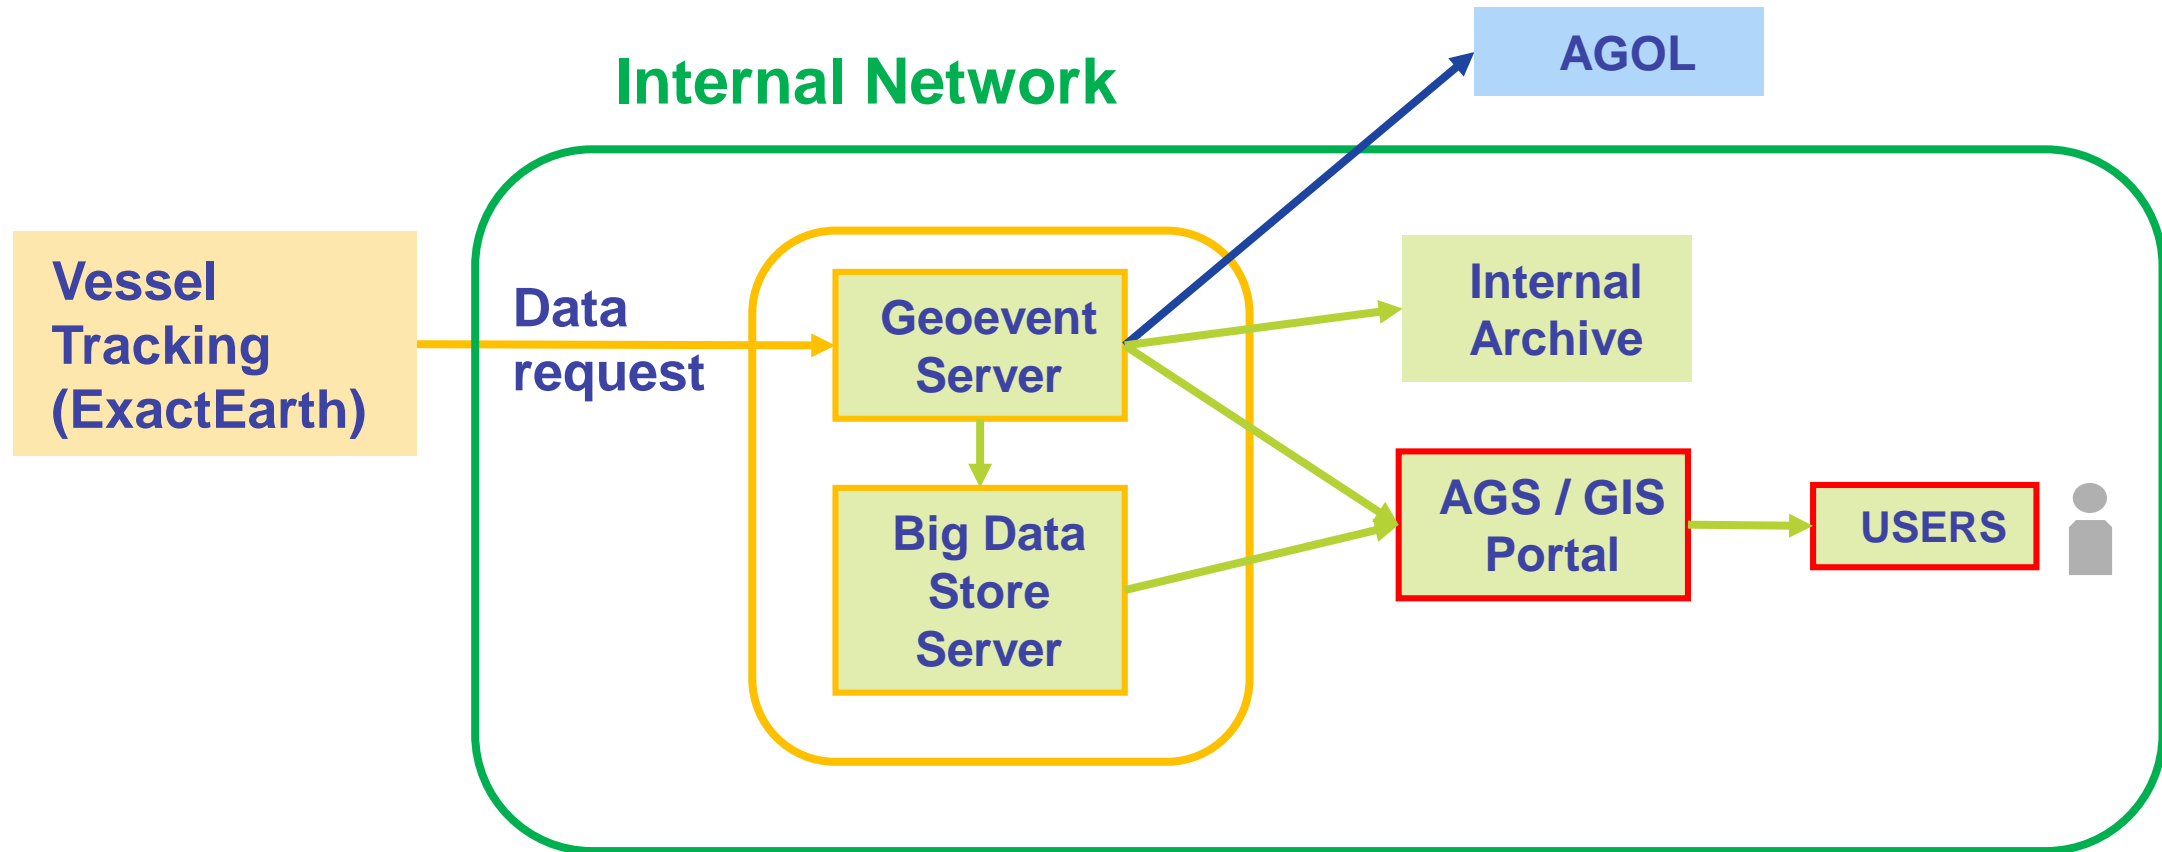 AGOL
Internal Network
Vessel
Tracking
(ExactEarth)
Data
request
Geoevent
Server
Internal
Archive
Big Data
Store
Server
AGS / GIS
Portal
USERS